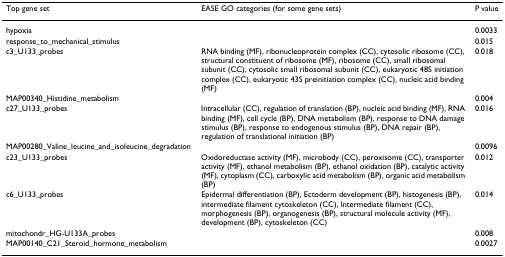 Top gene set EASE GO categories (for some gene sets) P value
hypoxia 0.0033
response_to_mechanical_stimulus 0.015
c3_U133_probes RNA binding (MF), ribonucleoprotein complex (CC), cytosolic ribosome (CC), 0.018
structural constituent of ribosome (MF), ribosome (CC), small ribosomal
subunit (CC), cytosolic small ribosomal subunit (CC), eukaryotic 48S initiation
complex (CC), eukaryotic 43S preinitiation complex (CC), nucleic acid binding
(MF)
MAP00340_Histidine_metabolism 0.004
c27_U133_probes Intracellular (CC), regulation of translation (BP), nucleic acid binding (MF), RNA 0.016
binding (MF), cell cycle (BP), DNA metabolism (BP), response to DNA damage
stimulus (BP), response to endogenous stimulus (BP), DNA repair (BP),
regulation of translational initiation (BP)
MAP00280_Valine_leucine_and_isoleucine_degradation 0.0096
c23_U133_probes Oxidoreductase activity (MF), microbody (CC), peroxisome (CC), transporter 0.012
activity (MF), ethanol metabolism (BP), ethanol oxidation (BP), catalytic activity
(MF), cytoplasm (CC), carboxylic acid metabolism (BP), organic acid metabolism
(BP)
c6_U133_probes Epidermal differentiation (BP), Ectoderm development (BP), histogenesis (BP), 0.014
intermediate filament cytoskeleton (CC), Intermediate filament (CC),
morphogenesis (BP), organogenesis (BP), structural molecule activity (MF),
development (BP), cytoskeleton (CC)
mitochondr_HG-U133A_probes 0.008
MAP00140_C21_Steroid_hormone_metabolism 0.0027